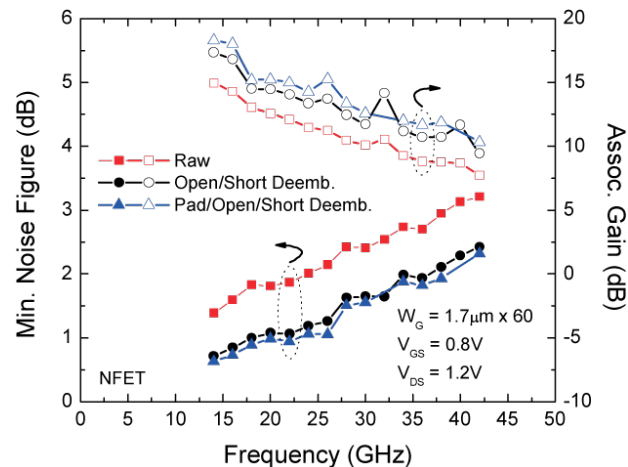 Min. Noise Figure (dB)
6
5
4
3
2
1
0
20
15
10
5
0
-5
-10
Assoc. Gain (dB)
Raw
Open/Short Deemb.
Pad/Open/Short Deemb.
W_G = 1.7μm x 60
V_GS = 0.8V
V_DS = 1.2V
NFET
0 5 10 15 20 25 30 35 40 45 50
Frequency (GHz)